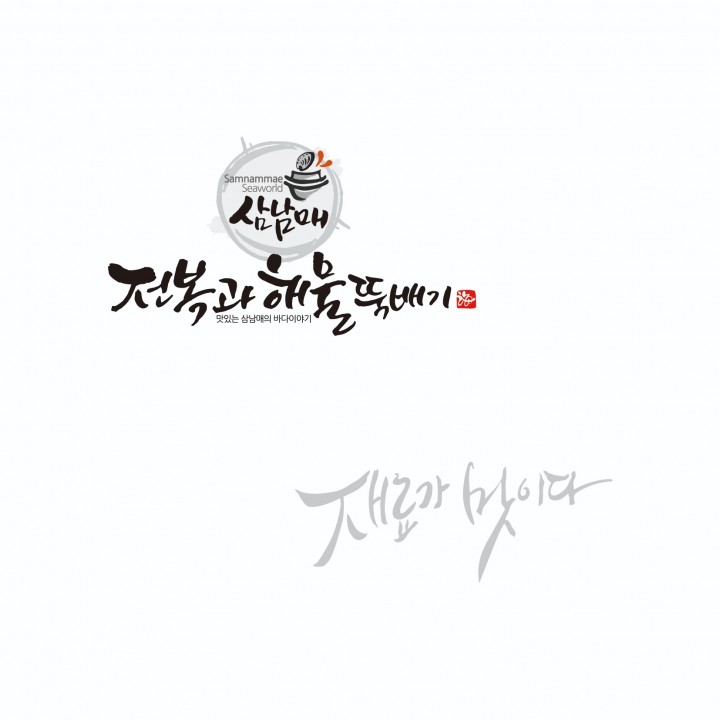 Samnammae
Seaworld
삼남매
전복과 해물 뚝배기
맛있는 삼남매의 바다이야기
재료가 맛이다